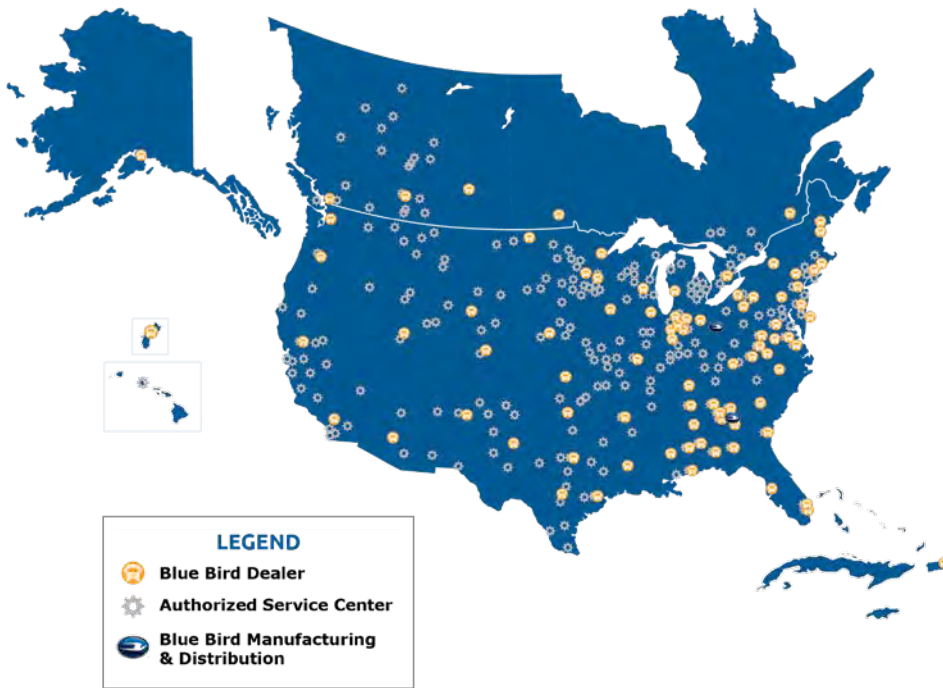 LEGEND
Blue Bird Dealer
Authorized Service Center
Blue Bird Manufacturing
& Distribution